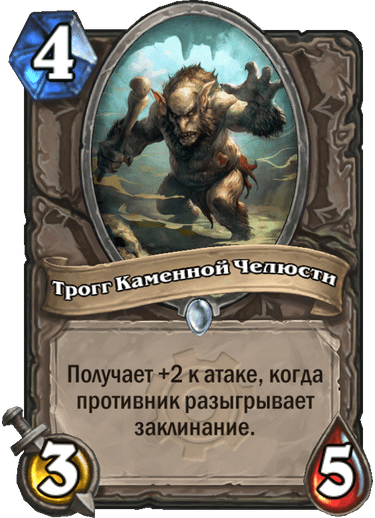 4
Трогг Каменной Челюсти
Получает +2 к атаке, когда
противник разыгрывает
заклинание.
3
5